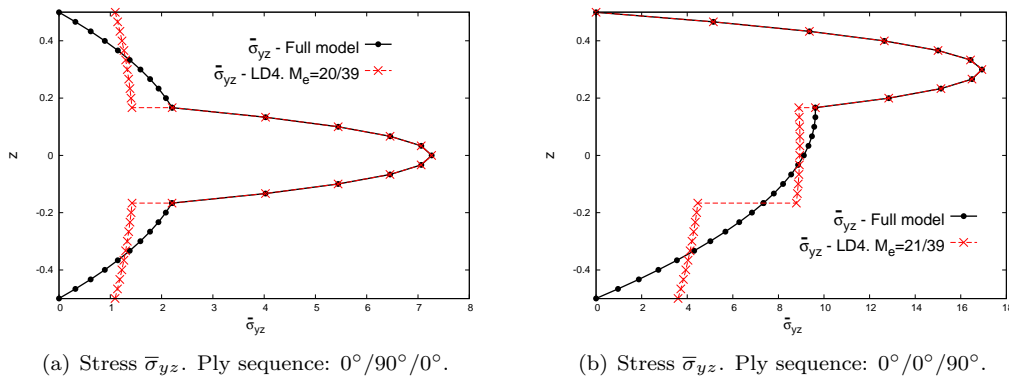 0.4
0.2
0
-0.2
-0.4
z
0 1 2 3 4 5 6 7 8
σ̄yz
σ̄yz - Full model
σ̄yz - LD4. Me=20/39
(a) Stress σ̄yz. Ply sequence: 0°/90°/0°.
0.4
0.2
0
-0.2
-0.4
z
0 2 4 6 8 10 12 14 16 18
σ̄yz
σ̄yz - Full model
σ̄yz - LD4. Me=21/39
(b) Stress σ̄yz. Ply sequence: 0°/0°/90°.